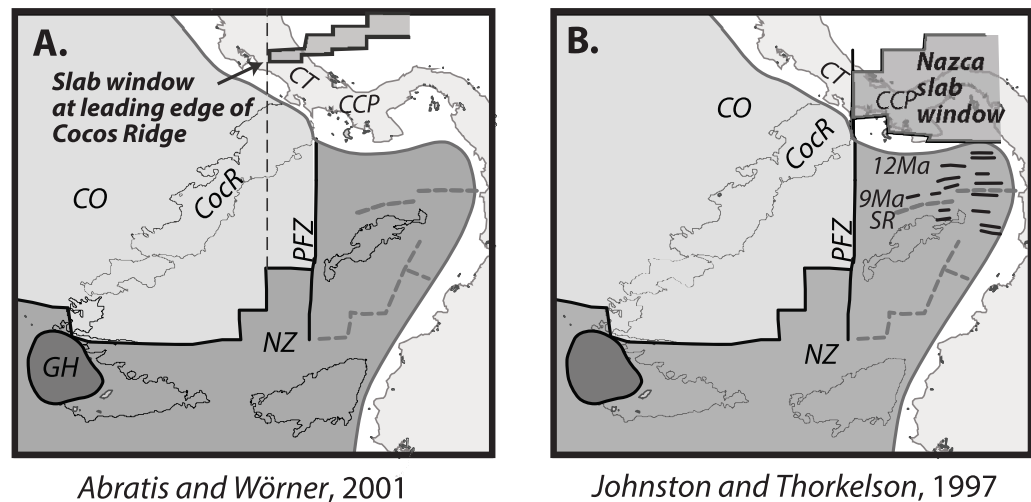 A.
Slab window
at leading edge of
Cocos Ridge
CT
CCP
CO
CocR
PFZ
NZ
GH
Abratis and Wörner, 2001
B.
CO
CT
CCP
Nazca
slab
window
CocR
12Ma
9Ma
SR
PFZ
NZ
Johnston and Thorkelson, 1997